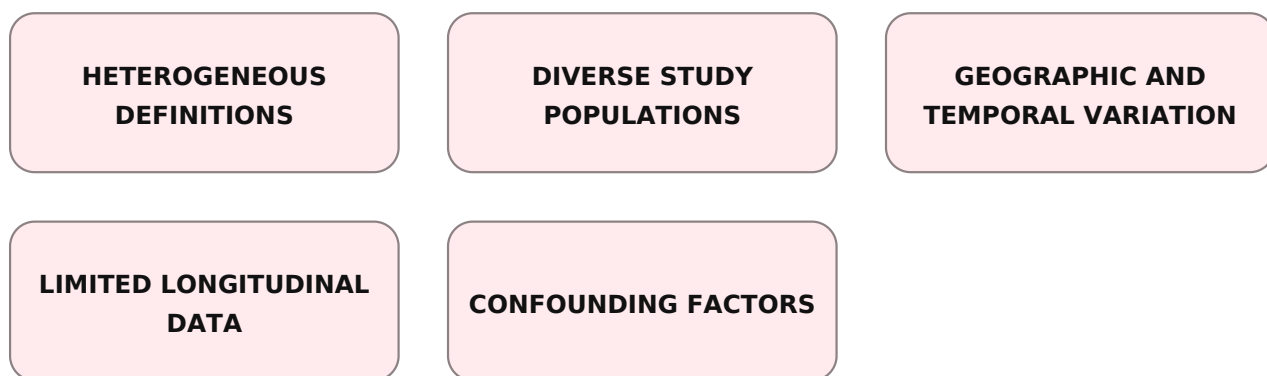 HETEROGENEOUS
DEFINITIONS
DIVERSE STUDY
POPULATIONS
GEOGRAPHIC AND
TEMPORAL VARIATION
LIMITED LONGITUDINAL
DATA
CONFOUNDING FACTORS